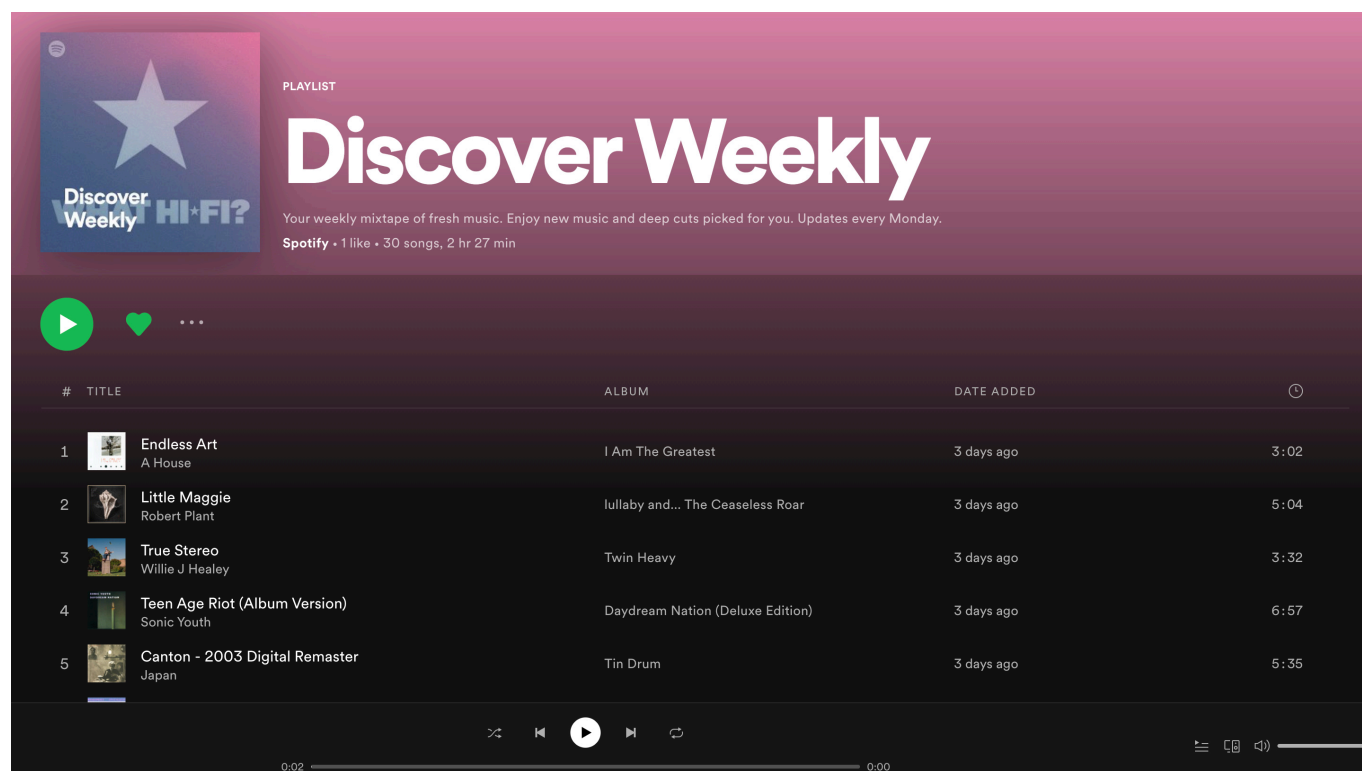 Discover
Weekly
WHAT HI★FI?
PLAYLIST
Discover Weekly
Your weekly mixtape of fresh music. Enjoy new music and deep cuts picked for you. Updates every Monday.
Spotify • 1 like • 30 songs, 2 hr 27 min
# TITLE ALBUM DATE ADDED
1 Endless Art I Am The Greatest 3 days ago 3:02
A House
2 Little Maggie lullaby and... The Ceaseless Roar 3 days ago 5:04
Robert Plant
3 True Stereo Twin Heavy 3 days ago 3:32
Willie J Healey
4 Teen Age Riot (Album Version) Daydream Nation (Deluxe Edition) 3 days ago 6:57
Sonic Youth
5 Canton - 2003 Digital Remaster Tin Drum 3 days ago 5:35
Japan
0:02 0:00